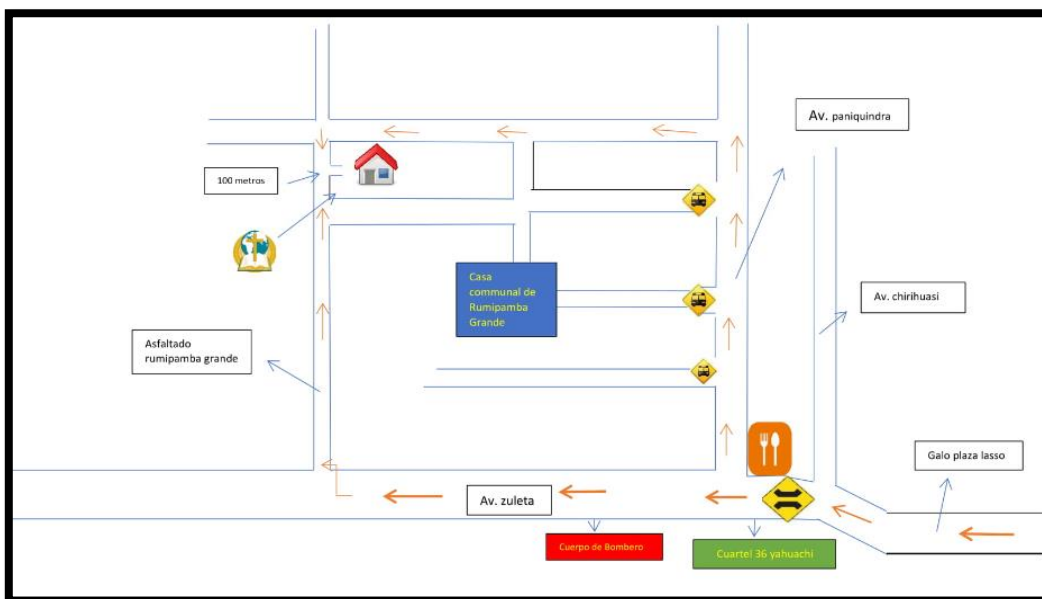 Av. paniquindra
100 metros
Casa
communal de
Rumipamba
Grande
Av. chirihuasi
Asfaltado
rumipamba grande
Galo plaza lasso
Av. zuleta
Cuerpo de Bombero
Cuartel 36 yahuachi